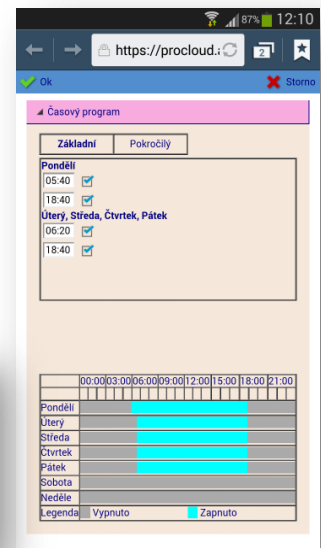 87% 12:10
https://procloud.: 2
Ok Storno
Časový program
Základní Pokročilý
Pondělí
05:40
18:40
Úterý, Středa, Čtvrtek, Pátek
06:20
18:40
00:00 03:00 06:00 09:00 12:00 15:00 18:00 21:00
Pondělí
Úterý
Středa
Čtvrtek
Pátek
Sobota
Neděle
Legenda Vypnuto Zapnuto